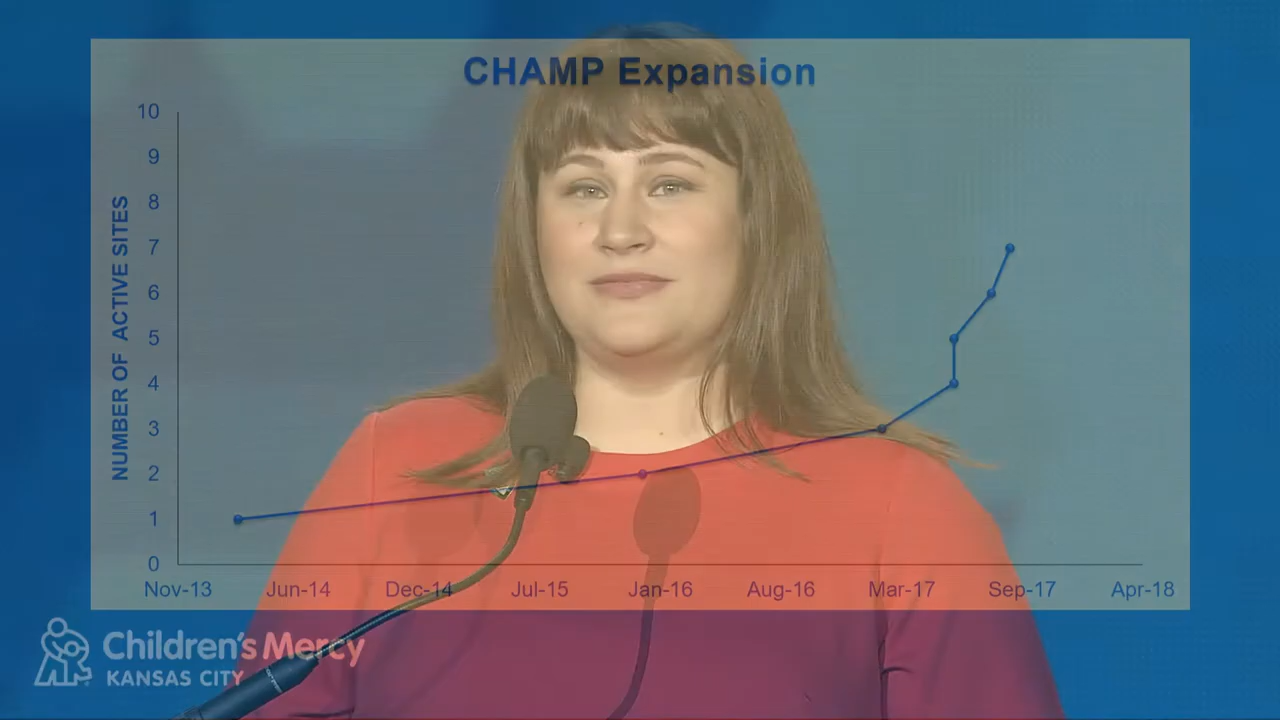 CHAMP Expansion
NUMBER OF ACTIVE SITES
10
9
8
7
6
5
4
3
2
1
0
Nov-13 Jun-14 Dec-14 Jul-15 Jan-16 Aug-16 Mar-17 Sep-17 Apr-18
Children's Mercy
KANSAS CITY